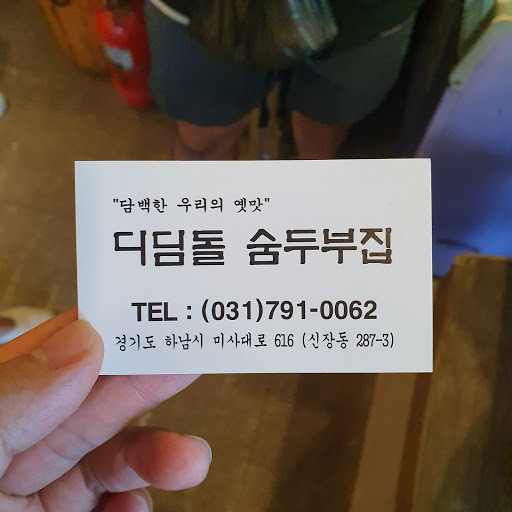 "담백한 우리의 옛맛"
디딤돌 숨두부집
TEL : (031)791-0062
경기도 하남시 미사대로 616 (신장동 287-3)